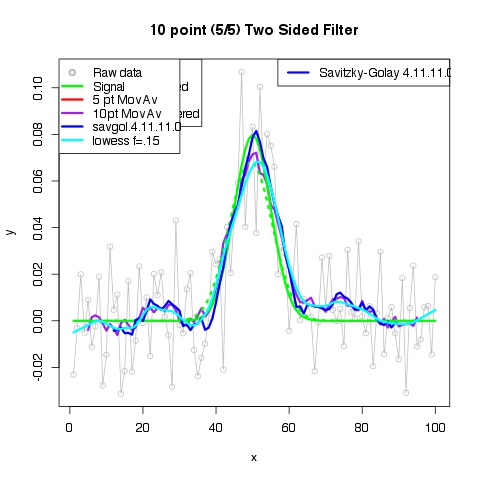 10 point (5/5) Two Sided Filter
Raw data
Signal
5 pt MovAv
10pt MovAv
savgol.4.11.11.0
lowess f=.15
Savitzky-Golay 4.11.11.0
y
-0.02
0.00
0.02
0.04
0.06
0.08
0.10
0
20
40
60
80
100
x